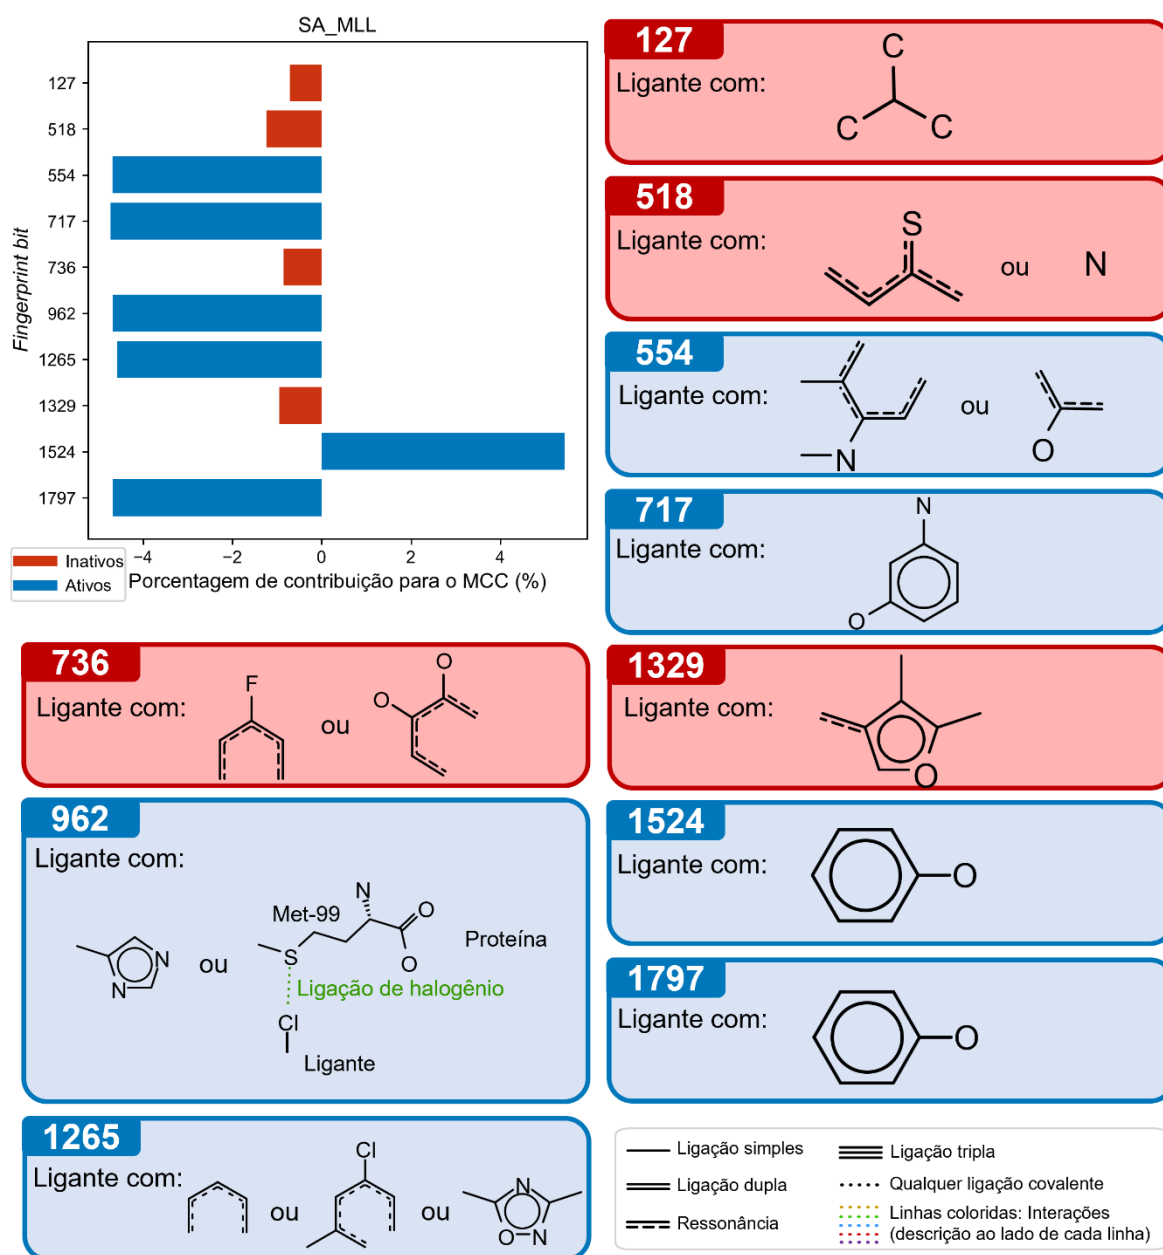 SA_MLL
127
518
554
717
736
962
1265
1329
1524
1797
Fingerprint bit
−4
−2
0
2
4
Porcentagem de contribuição para o MCC (%)
Inativos
Ativos
127
Ligante com:
C
C
C
518
Ligante com:
S
ou
N
554
Ligante com:
N
ou
O
717
Ligante com:
N
O
736
Ligante com:
F
ou
O
O
1329
Ligante com:
O
962
Ligante com:
N
N
ou
Met-99
N
O
O
S
Proteína
Ligação de halogênio
Cl
Ligante
1524
Ligante com:
O
1797
Ligante com:
O
1265
Ligante com:
ou
Cl
ou
N
O
N
Ligação simples
Ligação dupla
Ressonância
Ligação tripla
Qualquer ligação covalente
Linhas coloridas: Interações
(descrição ao lado de cada linha)